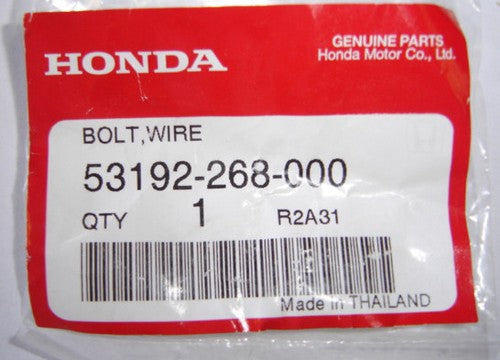 HONDA
GENUINE PARTS
Honda Motor Co., Ltd.
BOLT,WIRE
53192-268-000
QTY 1 R2A31
Made in THAILAND